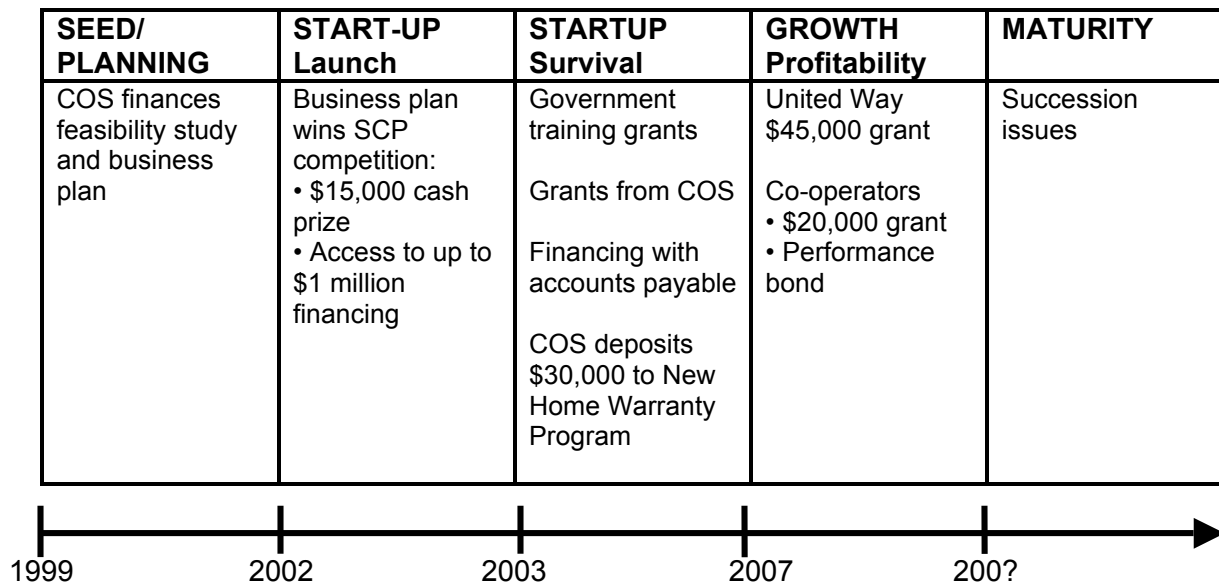 SEED/
PLANNING
COS finances
feasibility study
and business
plan
START-UP
Launch
Business plan
wins SCP
competition:
• $15,000 cash
prize
• Access to up to
$1 million
financing
STARTUP
Survival
Government
training grants
Grants from COS
Financing with
accounts payable
COS deposits
$30,000 to New
Home Warranty
Program
GROWTH
Profitability
United Way
$45,000 grant
Co-operators
• $20,000 grant
• Performance
bond
MATURITY
Succession
issues
1999
2002
2003
2007
200?